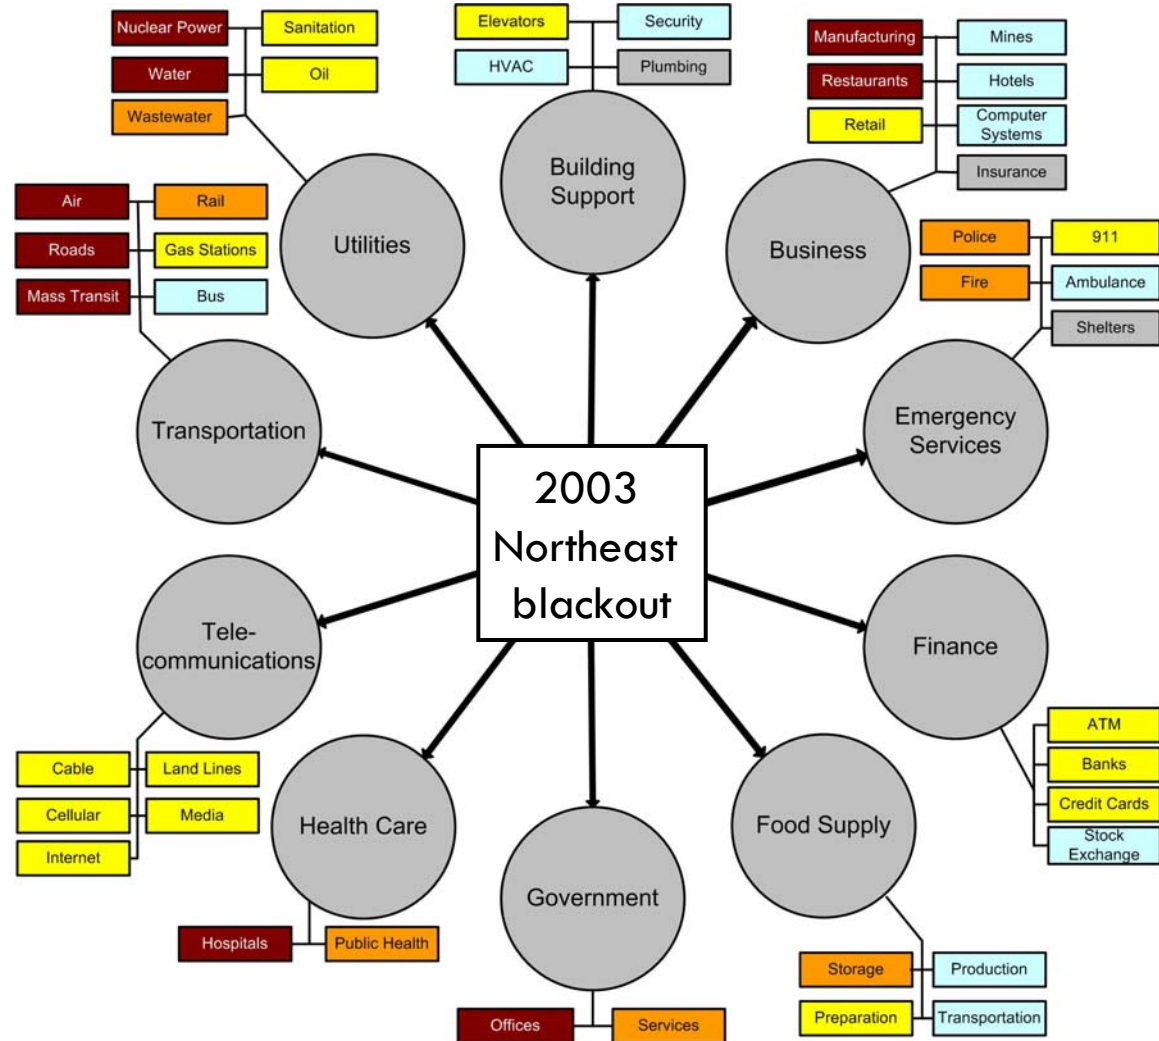 Nuclear Power
Sanitation
Water
Oil
Wastewater
Utilities
Elevators
Security
HVAC
Plumbing
Building
Support
Manufacturing
Mines
Restaurants
Hotels
Retail
Computer
Systems
Insurance
Business
Air
Rail
Roads
Gas Stations
Mass Transit
Bus
Transportation
Police
911
Fire
Ambulance
Shelters
Emergency
Services
2003
Northeast
blackout
Tele-
communications
Cable
Land Lines
Cellular
Media
Internet
Finance
ATM
Banks
Credit Cards
Stock
Exchange
Health Care
Hospitals
Public Health
Government
Offices
Services
Food Supply
Storage
Production
Preparation
Transportation